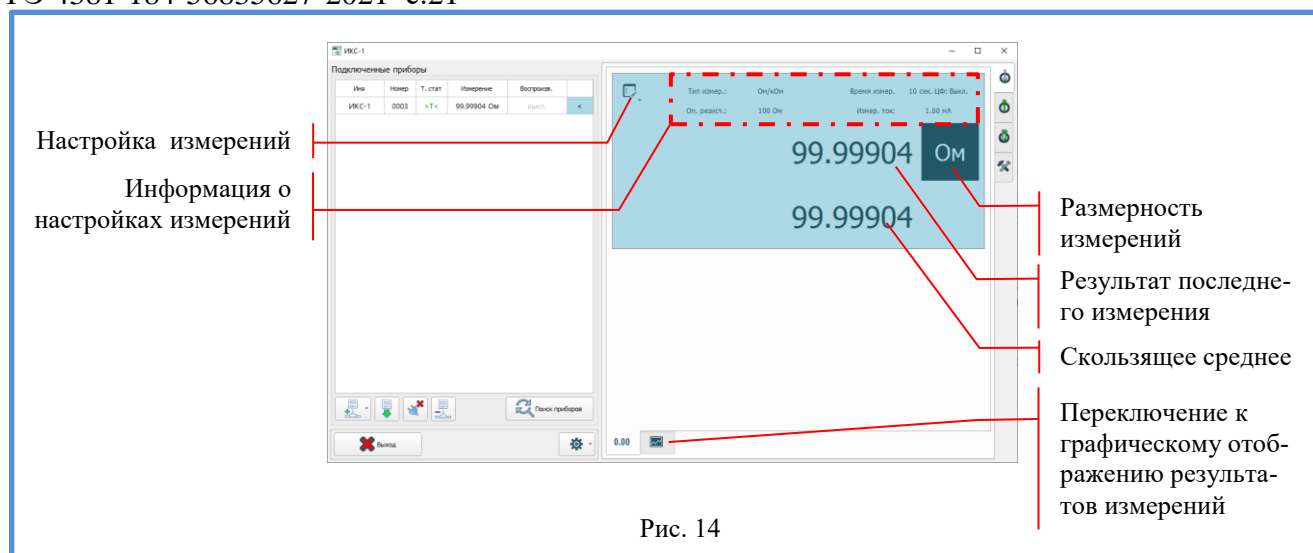 ИКС-1
Подключенные приборы
Имя Номер Т. стат Измерение Воспроизв.
ИКС-1 0003 >T< 99.99904 Ом выкл. <
Тип измер.: Ом/кОм Время измер. 10 сек. ЦФ: Выкл.
Оп. резист.: 100 Ом Измер. ток: 1.00 мА
99.99904 Ом
99.99904
Настройка измерений
Информация о
настройках измерений
Размерность
измерений
Результат последне-
го измерения
Скользящее среднее
Переключение к
графическому отоб-
ражению результа-
тов измерений
Поиск приборов
Выход
0.00
Рис. 14